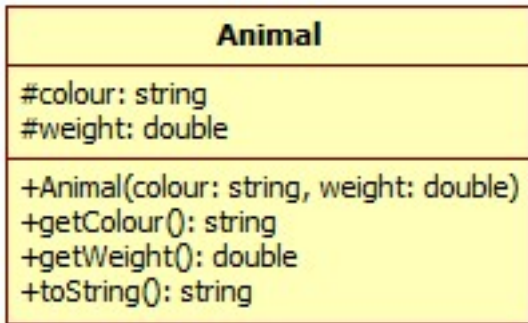 Animal
#colour: string
#weight: double
+Animal(colour: string, weight: double)
+getColour(): string
+getWeight(): double
+toString(): string